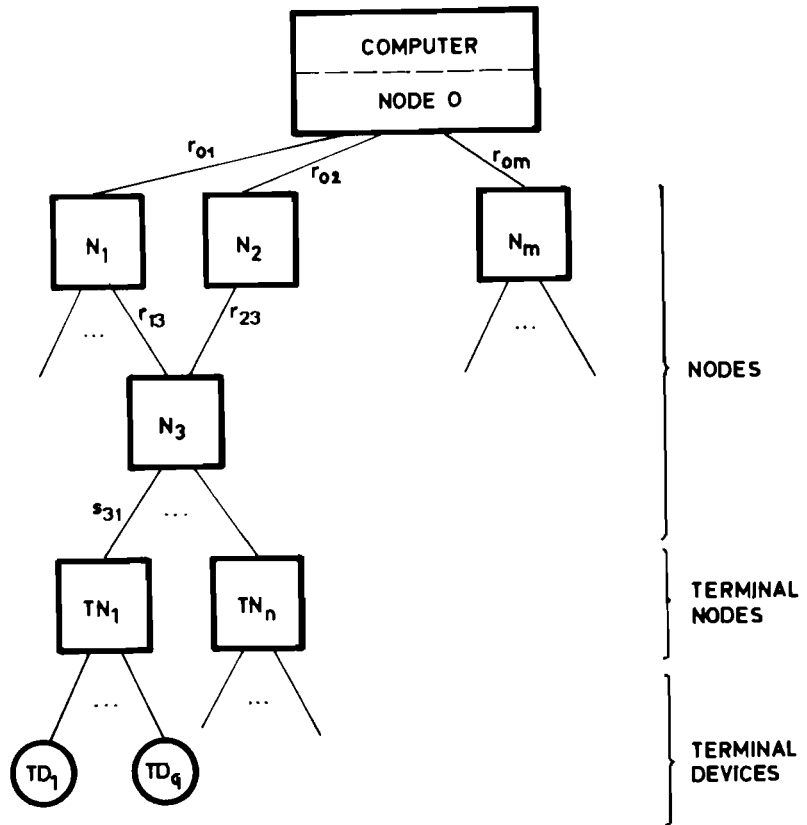 COMPUTER
NODE 0
r01
r02
r0m
N1
N2
Nm
...
r13
r23
...
NODES
N3
s31
...
TN1
TNn
TERMINAL
NODES
...
...
TD1
TDq
TERMINAL
DEVICES